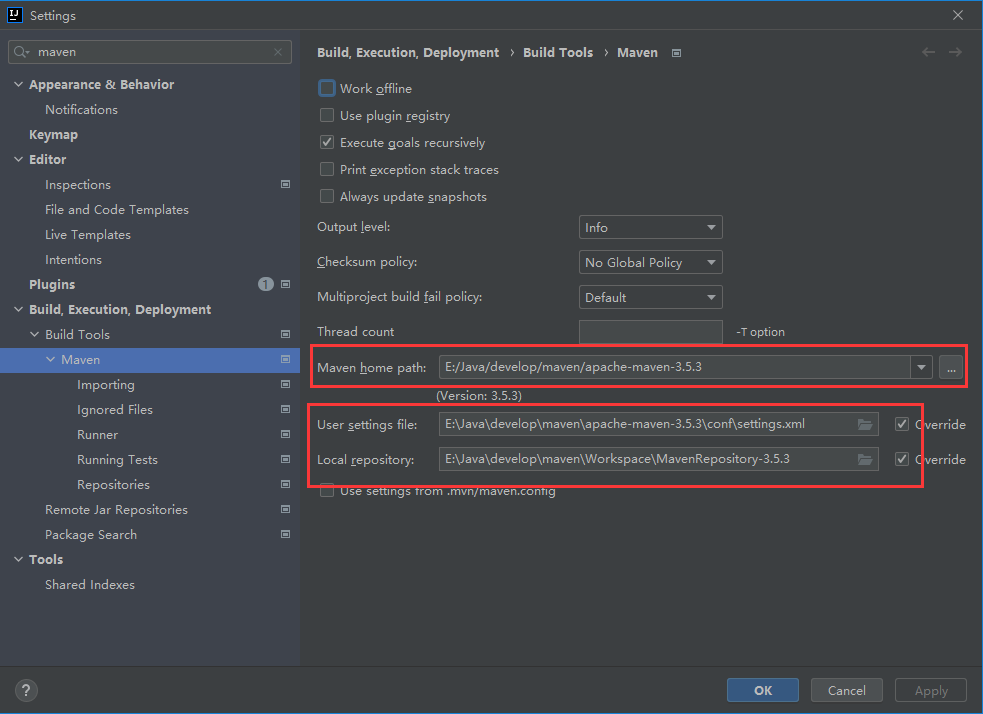 Settings
maven
Appearance & Behavior
Notifications
Keymap
Editor
Inspections
File and Code Templates
Live Templates
Intentions
Plugins 1
Build, Execution, Deployment
Build Tools
Maven
Importing
Ignored Files
Runner
Running Tests
Repositories
Remote Jar Repositories
Package Search
Tools
Shared Indexes
Build, Execution, Deployment › Build Tools › Maven
Work offline
Use plugin registry
Execute goals recursively
Print exception stack traces
Always update snapshots
Output level: Info
Checksum policy: No Global Policy
Multiproject build fail policy: Default
Thread count -T option
Maven home path: E:/Java/develop/maven/apache-maven-3.5.3 ...
(Version: 3.5.3)
User settings file: E:\Java\develop\maven\apache-maven-3.5.3\conf\settings.xml Override
Local repository: E:\Java\develop\maven\Workspace\MavenRepository-3.5.3 Override
Use settings from .mvn/maven.config
? OK Cancel Apply